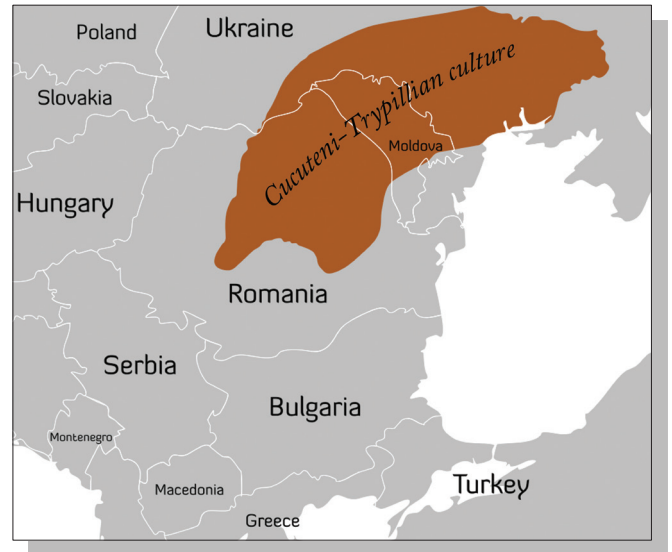 Poland
Ukraine
Cucuteni-Trypillian culture
Slovakia
Moldova
Hungary
Romania
Serbia
Bulgaria
Montenegro
Macedonia
Turkey
Greece